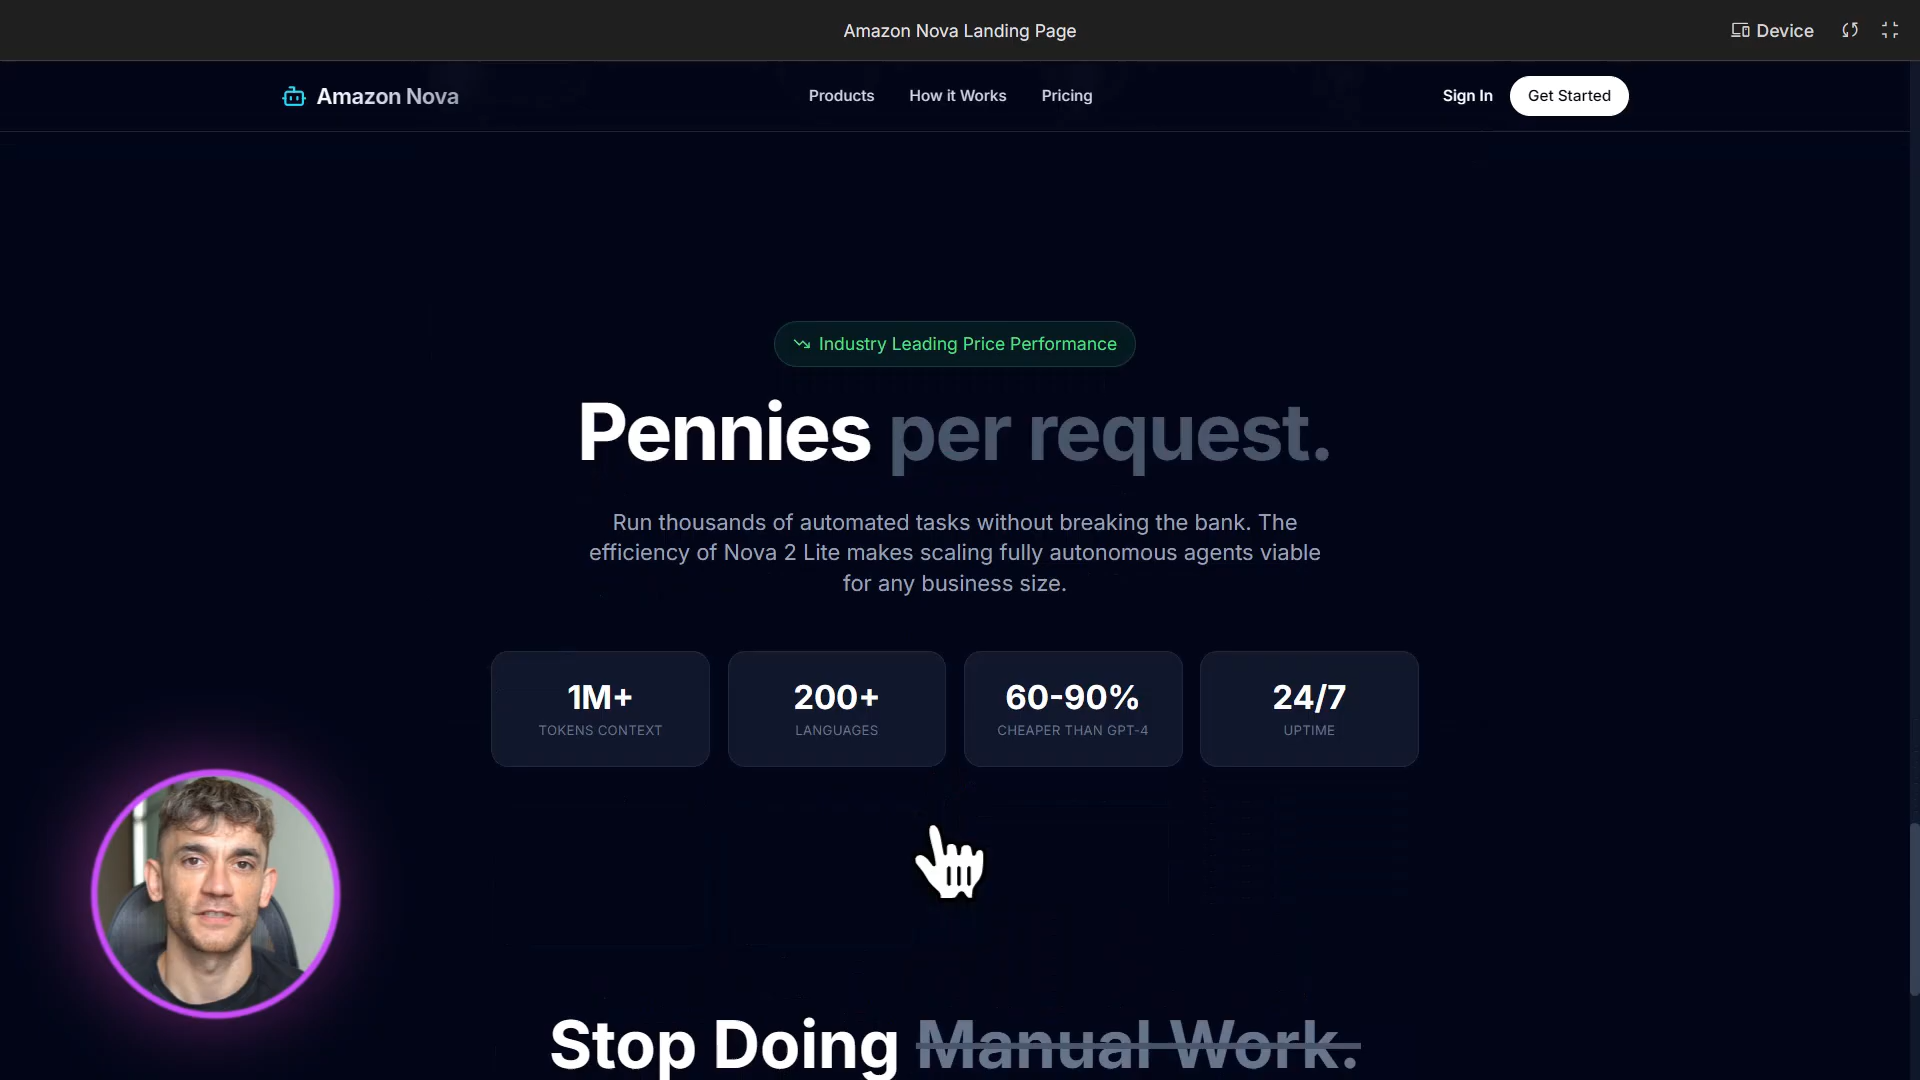 Amazon Nova Landing Page
Device
Amazon Nova
Products
How it Works
Pricing
Sign In
Get Started
Industry Leading Price Performance
Pennies per request.
Run thousands of automated tasks without breaking the bank. The
efficiency of Nova 2 Lite makes scaling fully autonomous agents viable
for any business size.
1M+
TOKENS CONTEXT
200+
LANGUAGES
60-90%
CHEAPER THAN GPT-4
24/7
UPTIME
Stop Doing Manual Work.